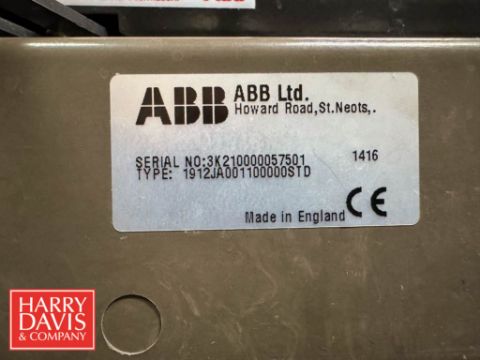 ABB ABB Ltd.
Howard Road,St.Neots,.
SERIAL NO:3K210000057501 1416
TYPE: 1912JA001100000STD
Made in England CE
HARRY
DAVIS
& COMPANY